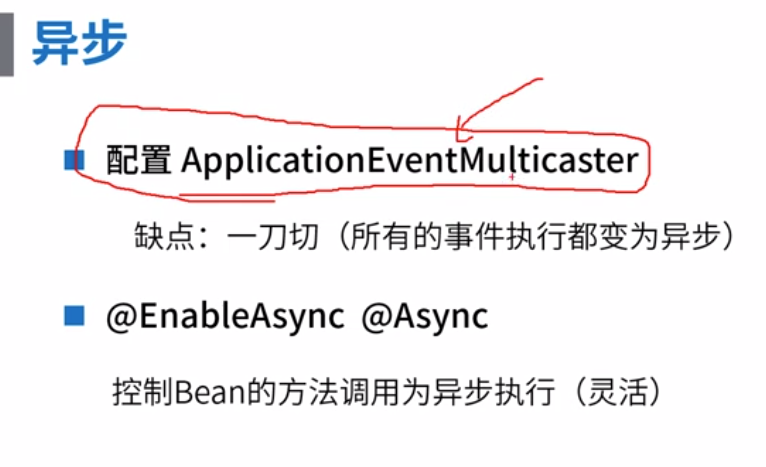 异步
配置 ApplicationEventMulticaster
缺点：一刀切（所有的事件执行都变为异步）
@EnableAsync @Async
控制Bean的方法调用为异步执行（灵活）